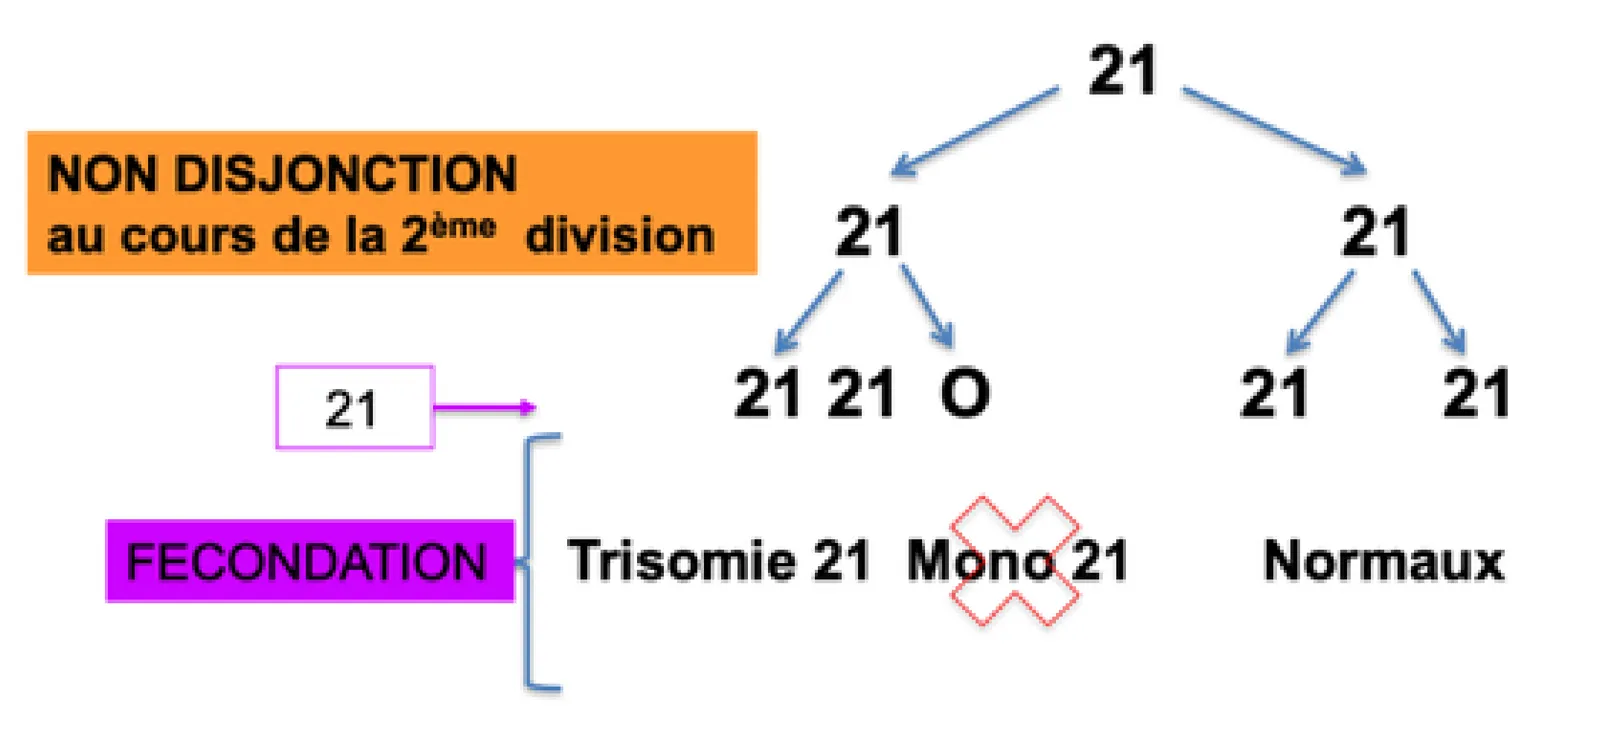 21
NON DISJONCTION
au cours de la 2ème division
21 21
21 21 O 21 21
21
FECONDATION
Trisomie 21 Mono 21 Normaux